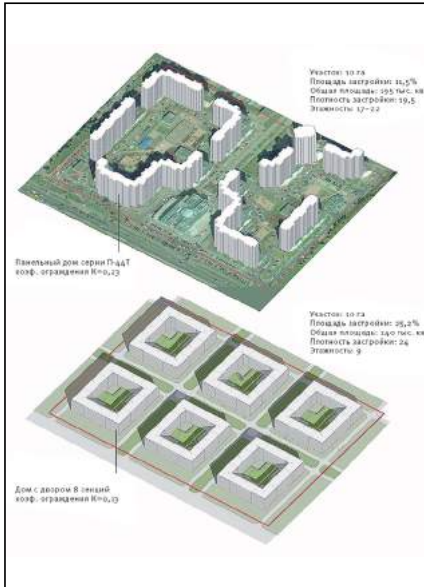 Участок: 10 га
Площадь застройки: 11,5%
Общая площадь: 195 тыс. кв
Плотность застройки: 19,5
Этажность: 17–22
Панельный дом серии П-44Т
коэф. ограждения К=0,23
Участок: 10 га
Площадь застройки: 25,2%
Общая площадь: 240 тыс. кв
Плотность застройки: 24
Этажность: 9
Дом с двором 8 секций
коэф. ограждения К=0,13